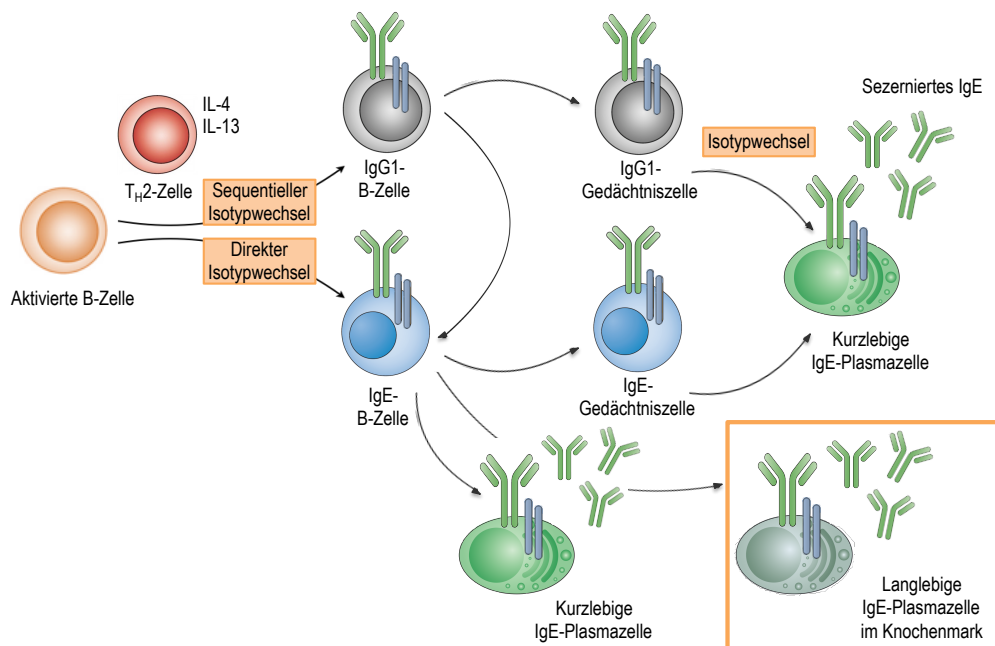 IL-4
IL-13
TH2-Zelle
Aktivierte B-Zelle
Sequentieller
Isotypwechsel
Direkter
Isotypwechsel
IgG1-
B-Zelle
IgG1-
Gedächtniszelle
Isotypwechsel
Sezerniertes IgE
IgE-
B-Zelle
IgE-
Gedächtniszelle
Kurzlebige
IgE-Plasmazelle
Kurzlebige
IgE-Plasmazelle
Langlebige
IgE-Plasmazelle
im Knochenmark